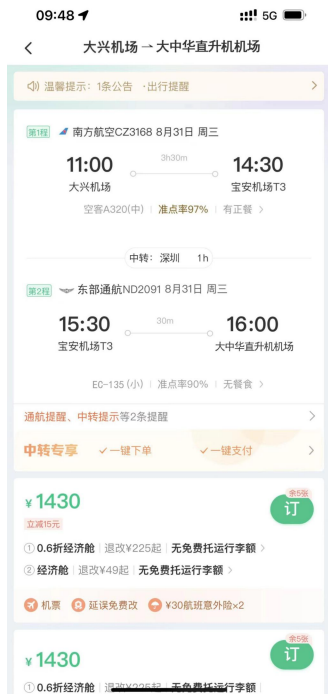 09:48
5G
大兴机场 → 大中华直升机机场
温馨提示：1条公告 ·出行提醒
第1程 南方航空CZ3168 8月31日 周三
11:00 3h30m 14:30
大兴机场 宝安机场T3
空客A320(中) | 准点率97% | 有正餐 >
中转：深圳 1h
第2程 东部通航ND2091 8月31日 周三
15:30 30m 16:00
宝安机场T3 大中华直升机机场
EC-135 (小) | 准点率90% | 无餐食 >
通航提醒、中转提示等2条提醒
中转专享 ✓一键下单 ✓一键支付
¥1430
余5张
订
立减15元
① 0.6折经济舱 | 退改¥225起 | 无免费托运行李额 >
② 经济舱 | 退改¥49起 | 无免费托运行李额 >
机票 延误免费改 ¥30航班意外险×2
¥1430
余5张
订
① 0.6折经济舱 | 退改¥225起 | 无免费托运行李额